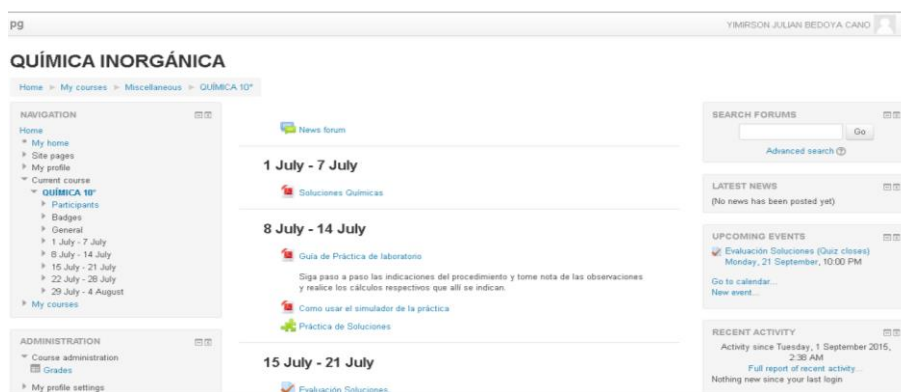 pg
YIMIRSON JULIAN BEDOYA CANO
QUÍMICA INORGÁNICA
Home ► My courses ► Miscellaneous ► QUÍMICA 10°
NAVIGATION
Home
My home
Site pages
My profile
Current course
QUÍMICA 10°
Participants
Badges
General
1 July - 7 July
8 July - 14 July
15 July - 21 July
22 July - 28 July
29 July - 4 August
My courses
ADMINISTRATION
Course administration
Grades
My profile settings
News forum
1 July - 7 July
Soluciones Químicas
8 July - 14 July
Guía de Práctica de laboratorio
Siga paso a paso las indicaciones del procedimiento y tome nota de las observaciones
y realice los cálculos respectivos que allí se indican.
Como usar el simulador de la práctica
Práctica de Soluciones
15 July - 21 July
Evaluación Soluciones
SEARCH FORUMS
Go
Advanced search
LATEST NEWS
(No news has been posted yet)
UPCOMING EVENTS
Evaluación Soluciones (Quiz closes)
Monday, 21 September, 10:00 PM
Go to calendar...
New event...
RECENT ACTIVITY
Activity since Tuesday, 1 September 2015,
2:38 AM
Full report of recent activity...
Nothing new since your last login